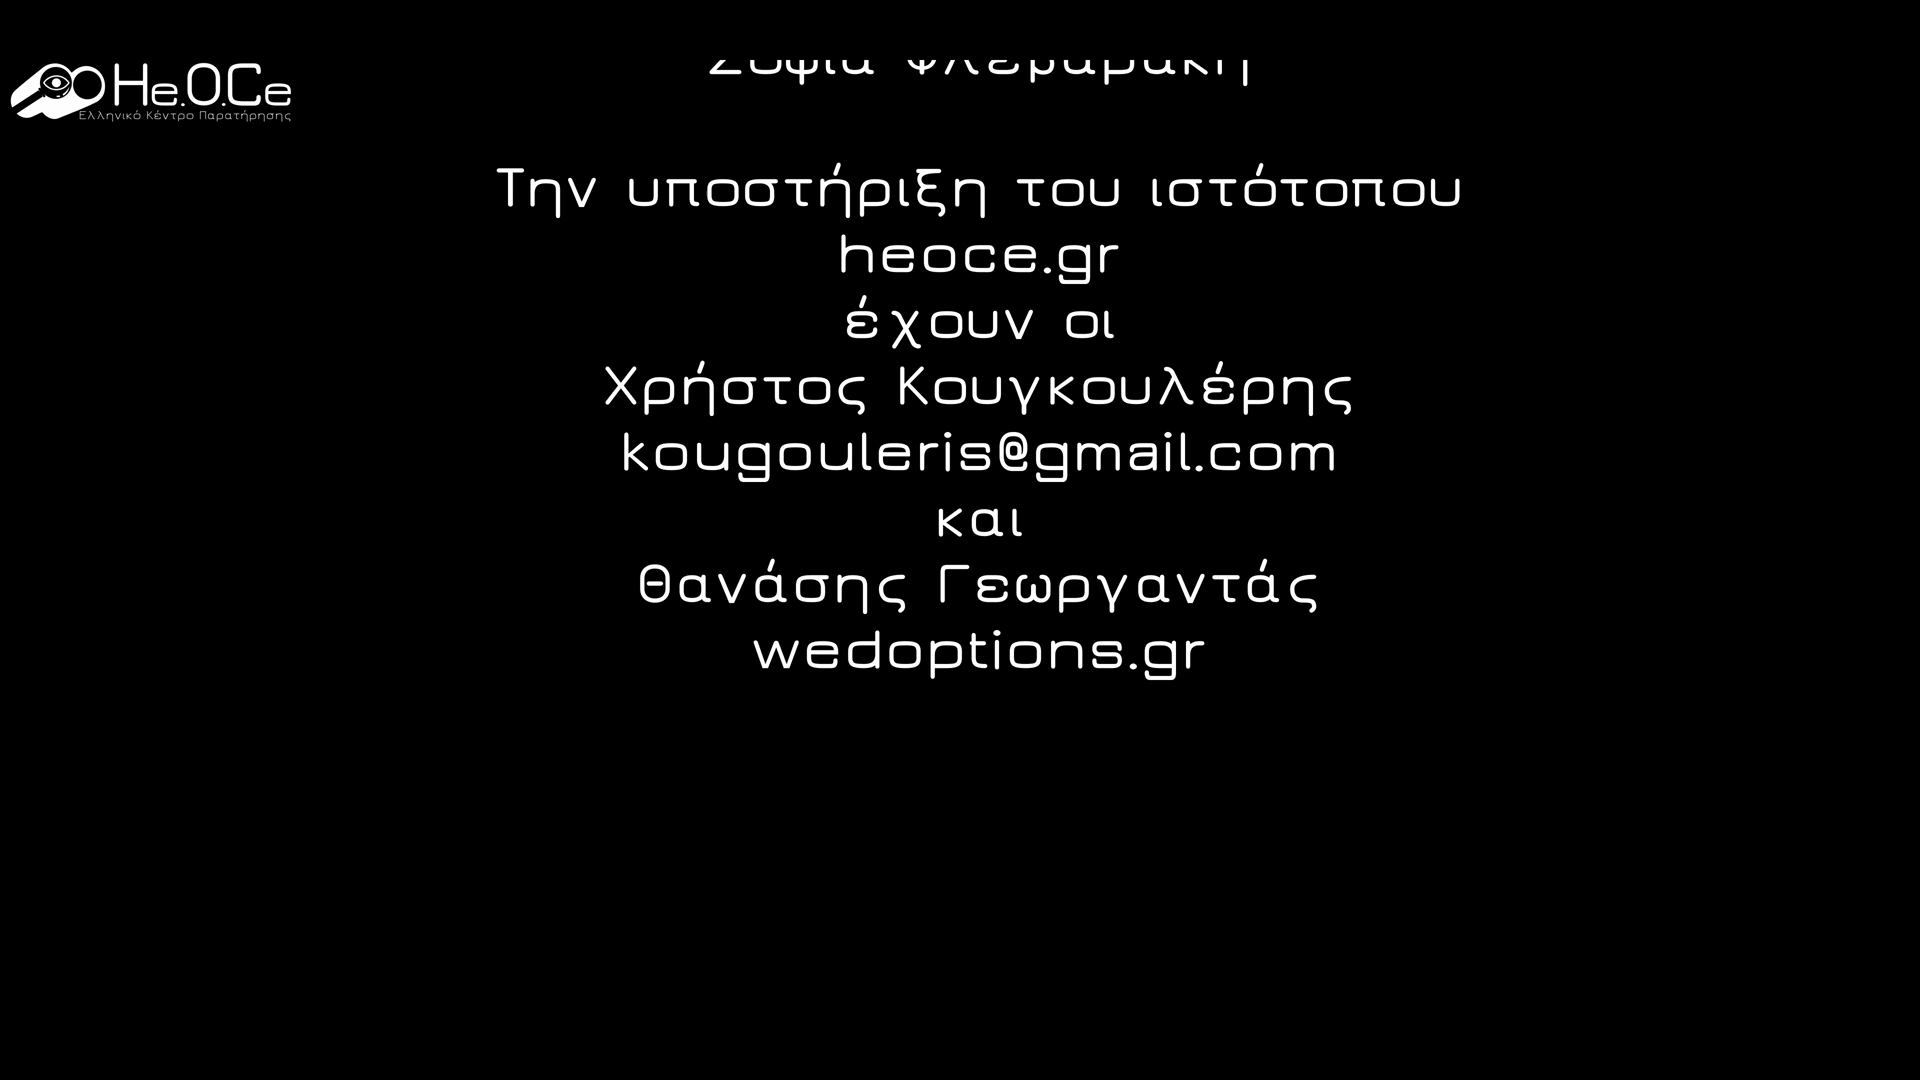 He.O.Ce
Ελληνικό Κέντρο Παρατήρησης
Την υποστήριξη του ιστότοπου
heoce.gr
έχουν οι
Χρήστος Κουγκουλέρης
kougouleris@gmail.com
και
Θανάσης Γεωργαντάς
wedoptions.gr